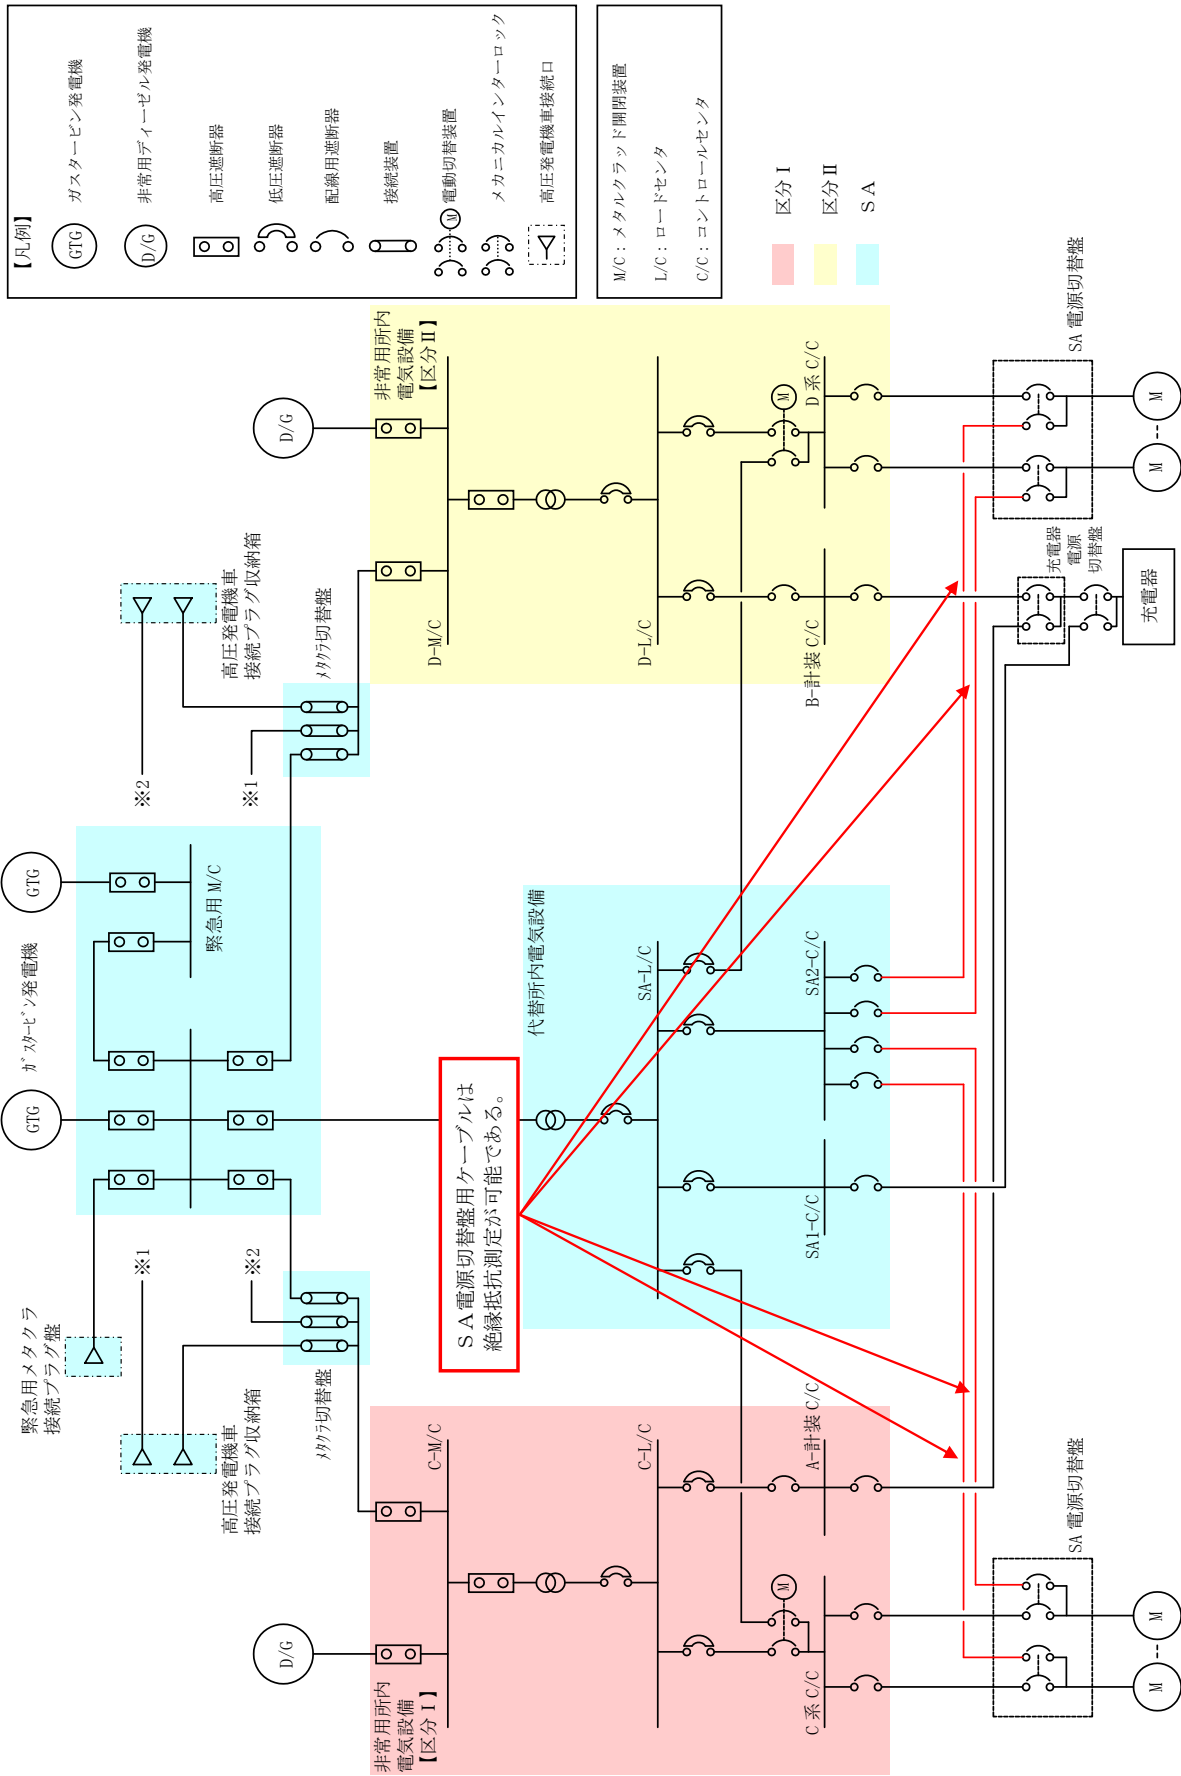 【凡例】
GTG
ガスタービン発電機
D/G
非常用ディーゼル発電機
高圧遮断器
低圧遮断器
配線用遮断器
接続装置
M
電動切替装置
メカニカルインターロック
高圧発電機車接続口
M/C：メタルクラッド開閉装置
L/C：ロードセンタ
C/C：コントロールセンタ
区分Ⅰ
区分Ⅱ
ＳＡ
緊急用メタクラ
接続プラグ盤
GTG
ｶﾞｽﾀｰﾋﾞﾝ発電機
GTG
緊急用 M/C
※1
※2
高圧発電機車
接続プラグ収納箱
ﾒﾀｸﾗ切替盤
※2
※1
高圧発電機車
接続プラグ収納箱
ﾒﾀｸﾗ切替盤
D/G
非常用所内
電気設備
【区分Ⅰ】
C-M/C
C-L/C
C 系 C/C
M
A-計装 C/C
ＳＡ電源切替盤用ケーブルは
絶縁抵抗測定が可能である。
代替所内電気設備
SA-L/C
SA1-C/C
SA2-C/C
D/G
非常用所内
電気設備
【区分Ⅱ】
D-M/C
D-L/C
B-計装 C/C
D 系 C/C
M
SA 電源切替盤
M
M
充電器
電源
切替盤
充電器
SA 電源切替盤
M
M